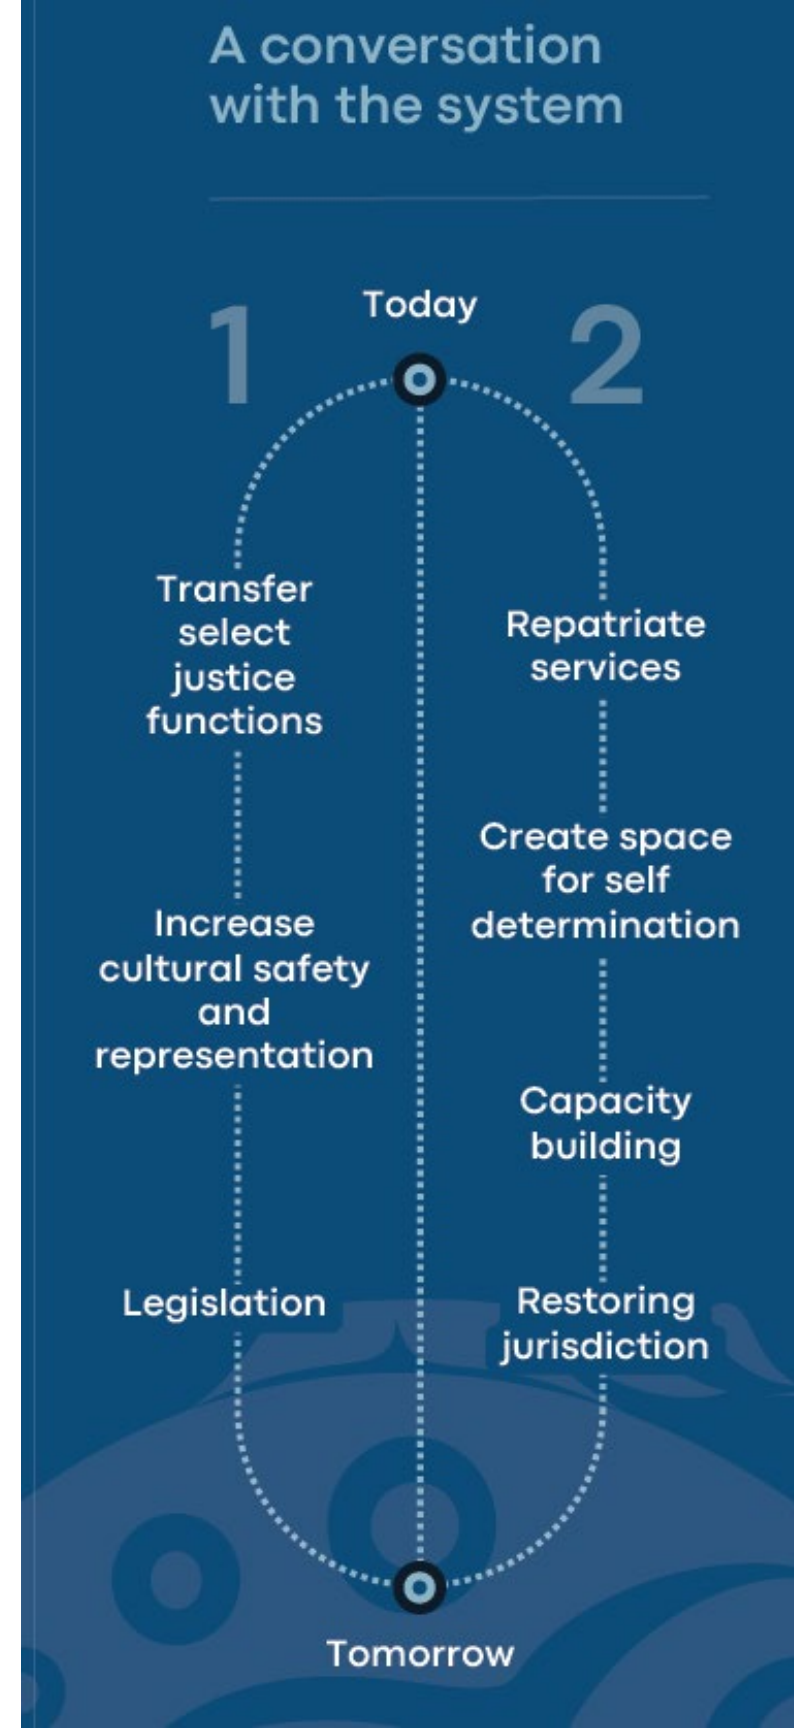 A conversation
with the system
Today
1
2
Transfer
select
justice
functions
Increase
cultural safety
and
representation
Legislation
Repatriate
services
Create space
for self
determination
Capacity
building
Restoring
jurisdiction
Tomorrow